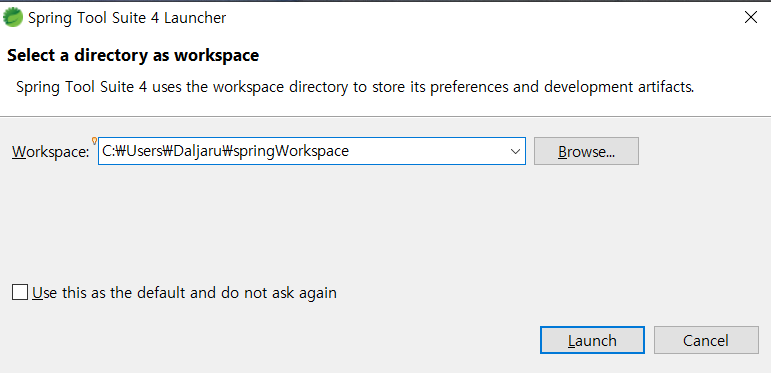 Spring Tool Suite 4 Launcher
Select a directory as workspace
Spring Tool Suite 4 uses the workspace directory to store its preferences and development artifacts.
Workspace: C:₩Users₩Daljaru₩springWorkspace Browse...
Use this as the default and do not ask again
Launch Cancel